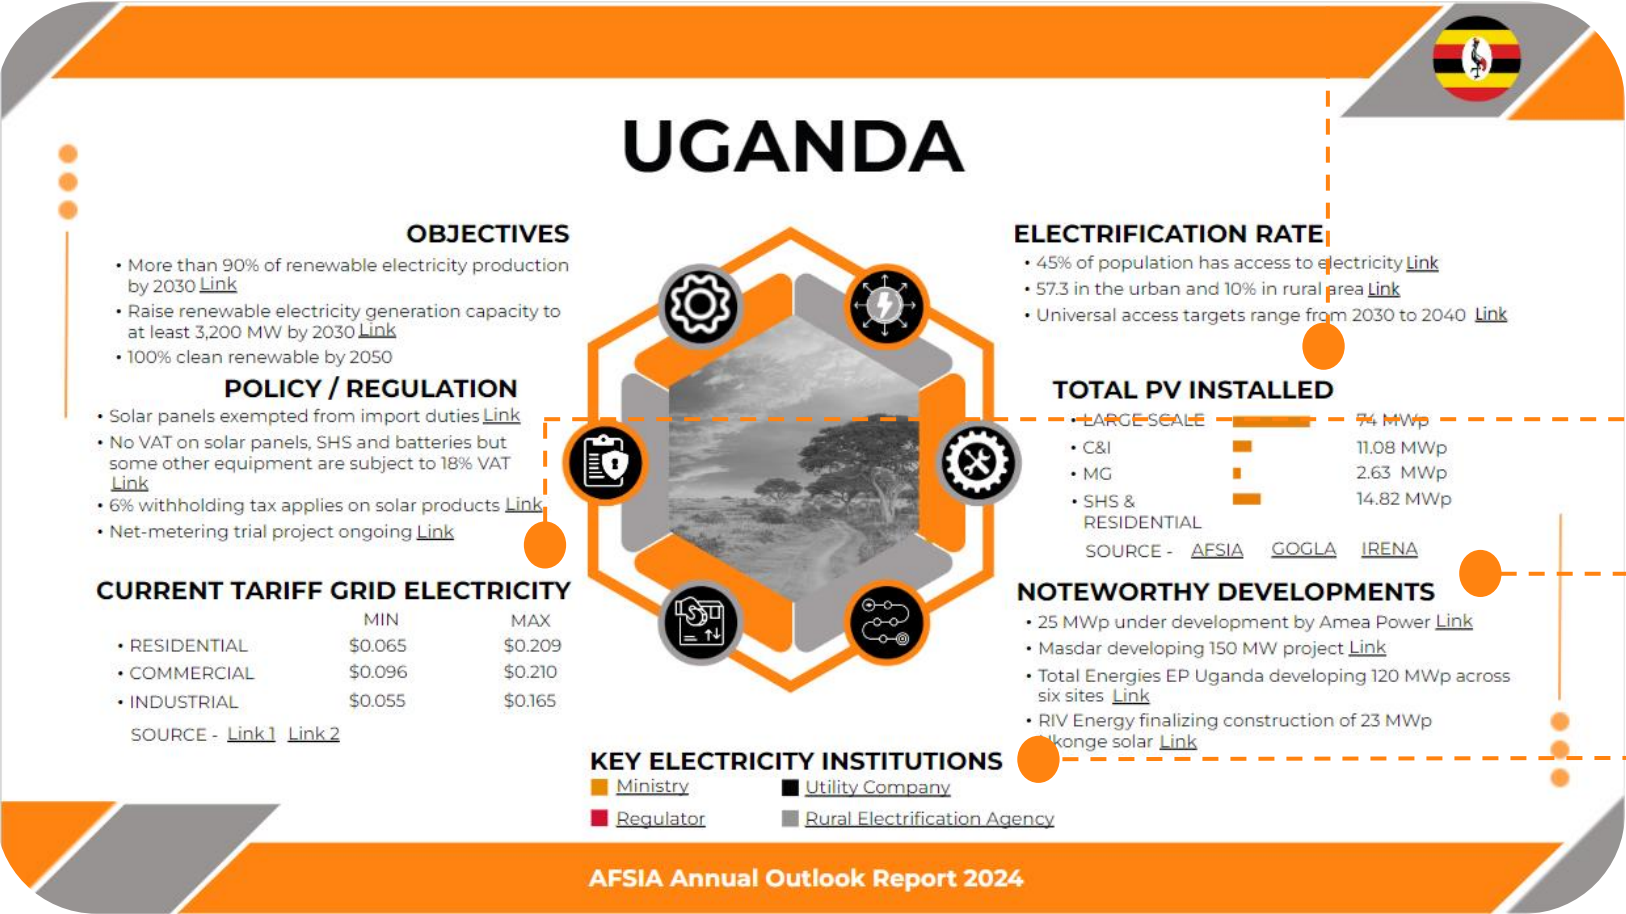 UGANDA
OBJECTIVES
• More than 90% of renewable electricity production
by 2030 Link
• Raise renewable electricity generation capacity to
at least 3,200 MW by 2030 Link
• 100% clean renewable by 2050
POLICY / REGULATION
• Solar panels exempted from import duties Link
• No VAT on solar panels, SHS and batteries but
some other equipment are subject to 18% VAT
Link
• 6% withholding tax applies on solar products Link
• Net-metering trial project ongoing Link
CURRENT TARIFF GRID ELECTRICITY
MIN MAX
• RESIDENTIAL $0.065 $0.209
• COMMERCIAL $0.096 $0.210
• INDUSTRIAL $0.055 $0.165
SOURCE - Link 1 Link 2
ELECTRIFICATION RATE
• 45% of population has access to electricity Link
• 57.3 in the urban and 10% in rural area Link
• Universal access targets range from 2030 to 2040 Link
TOTAL PV INSTALLED
• LARGE SCALE 74 MWp
• C&I 11.08 MWp
• MG 2.63 MWp
• SHS & 14.82 MWp
RESIDENTIAL
SOURCE - AFSIA GOGLA IRENA
NOTEWORTHY DEVELOPMENTS
• 25 MWp under development by Amea Power Link
• Masdar developing 150 MW project Link
• Total Energies EP Uganda developing 120 MWp across
six sites Link
• RIV Energy finalizing construction of 23 MWp
solar Link
KEY ELECTRICITY INSTITUTIONS
Ministry Utility Company
Regulator Rural Electrification Agency
AFSIA Annual Outlook Report 2024